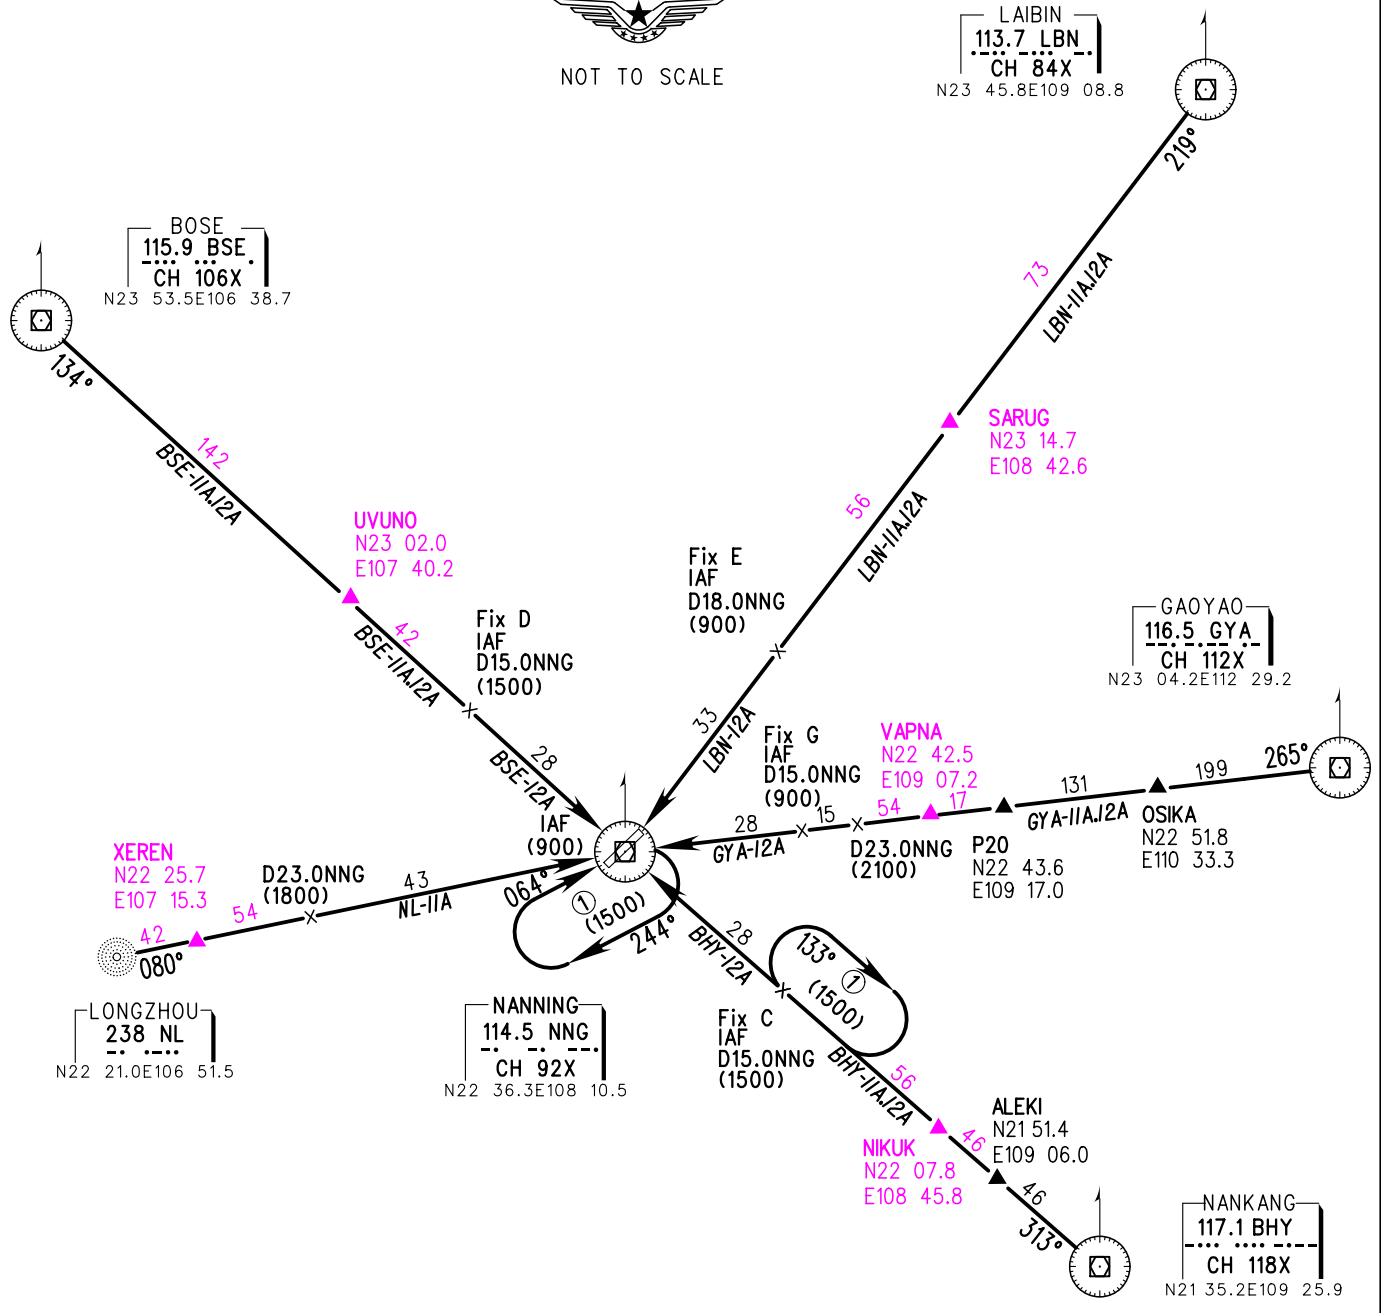 NOT TO SCALE
LAIBIN
113.7 LBN
CH 84X
N23 45.8E109 08.8
219°
73
LBN-11A.12A
BOSE
115.9 BSE
CH 106X
N23 53.5E106 38.7
134°
142
BSE-11A.12A
SARUG
N23 14.7
E108 42.6
56
LBN-11A.12A
UVUNO
N23 02.0
E107 40.2
42
BSE-11A.12A
Fix E
IAF
D18.0NNG
(900)
Fix D
IAF
D15.0NNG
(1500)
GAOYAO
116.5 GYA
CH 112X
N23 04.2E112 29.2
33
LBN-12A
28
BSE-12A
Fix G
IAF
D15.0NNG
(900)
VAPNA
N22 42.5
E109 07.2
265°
199
131
GYA-11A.12A
OSIKA
N22 51.8
E110 33.3
17
54
15
28
GYA-12A
P20
N22 43.6
E109 17.0
D23.0NNG
(2100)
IAF
(900)
XEREN
N22 25.7
E107 15.3
D23.0NNG
(1800)
43
NL-11A
54
42
080°
064°
1
(1500)
244°
LONGZHOU
238 NL
N22 21.0E106 51.5
NANNING
114.5 NNG
CH 92X
N22 36.3E108 10.5
28
BHY-12A
133°
1
(1500)
Fix C
IAF
D15.0NNG
(1500)
56
BHY-11A.12A
NIKUK
N22 07.8
E108 45.8
46
ALEKI
N21 51.4
E109 06.0
46
313°
NANKANG
117.1 BHY
CH 118X
N21 35.2E109 25.9